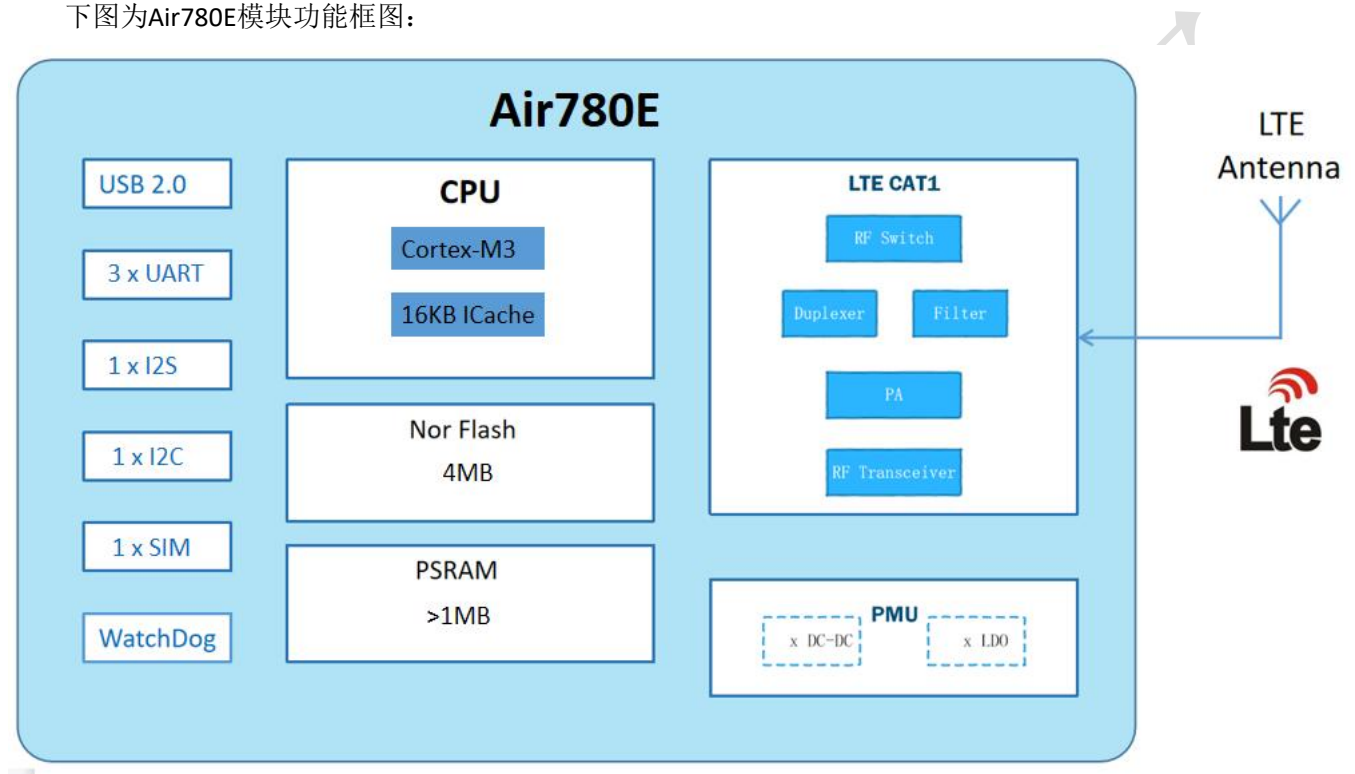 下图为Air780E模块功能框图：
Air780E
USB 2.0
3 x UART
1 x I2S
1 x I2C
1 x SIM
WatchDog
CPU
Cortex-M3
16KB ICache
Nor Flash
4MB
PSRAM
>1MB
LTE CAT1
RF Switch
Duplexer
Filter
PA
RF Transceiver
PMU
x DC-DC
x LDO
LTE
Antenna
Lte